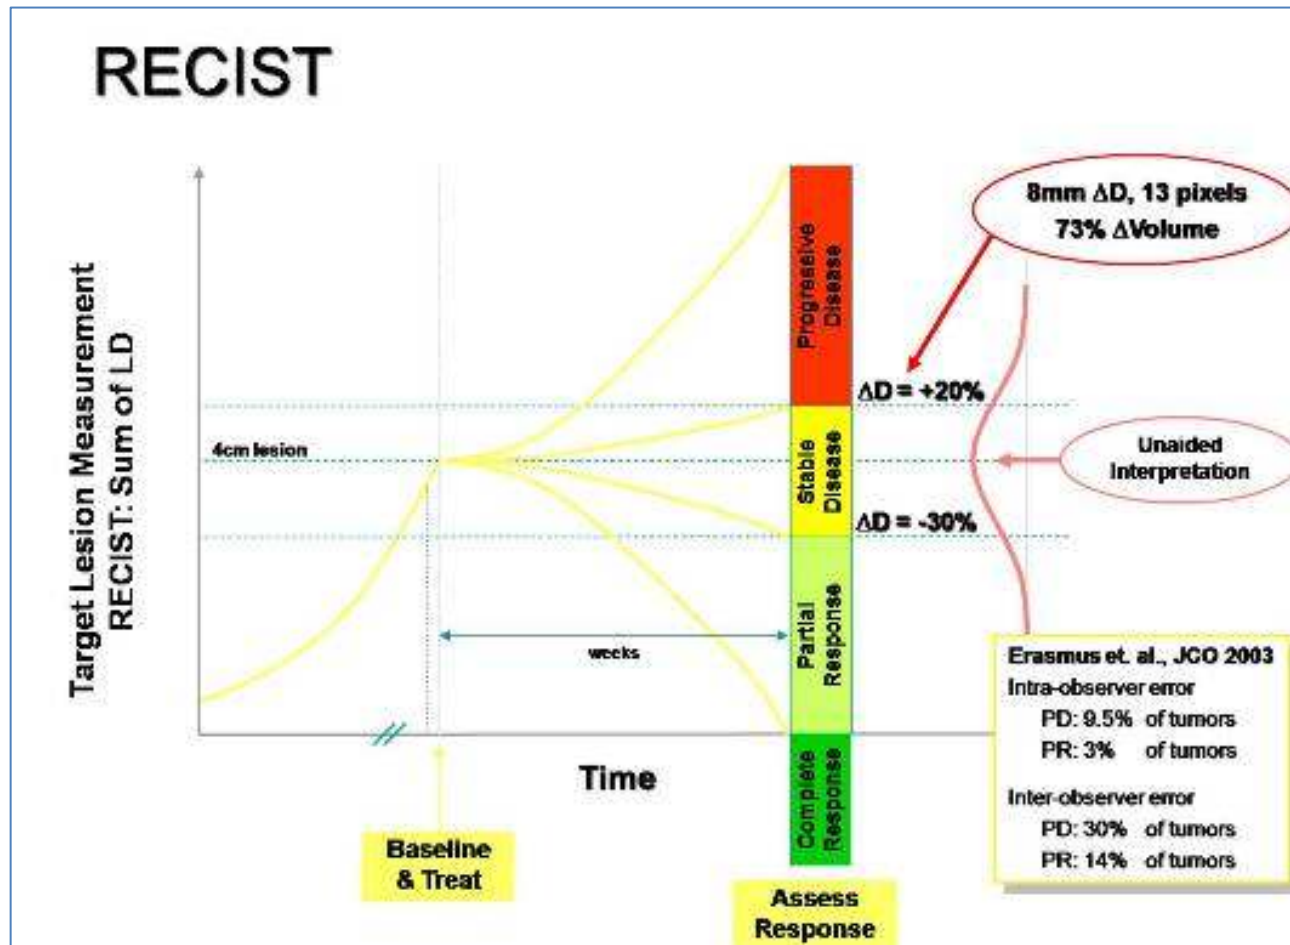 RECIST
8mm ΔD, 13 pixels
73% ΔVolume
Target Lesion Measurement
RECIST: Sum of LD
Progressive
Disease
ΔD = +20%
4cm lesion
Stable
Disease
Unaided
Interpretation
ΔD = -30%
weeks
Partial
Response
Erasmus et. al., JCO 2003
Intra-observer error
PD: 9.5% of tumors
PR: 3% of tumors
Inter-observer error
PD: 30% of tumors
PR: 14% of tumors
Time
Complete
Response
Baseline
& Treat
Assess
Response